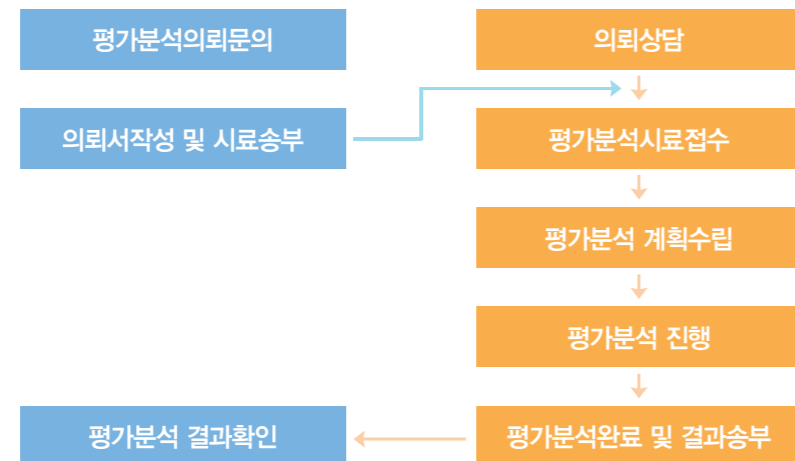 평가분석의뢰문의
의뢰상담
의뢰서작성 및 시료송부
평가분석시료접수
평가분석 계획수립
평가분석 진행
평가분석 결과확인
평가분석완료 및 결과송부